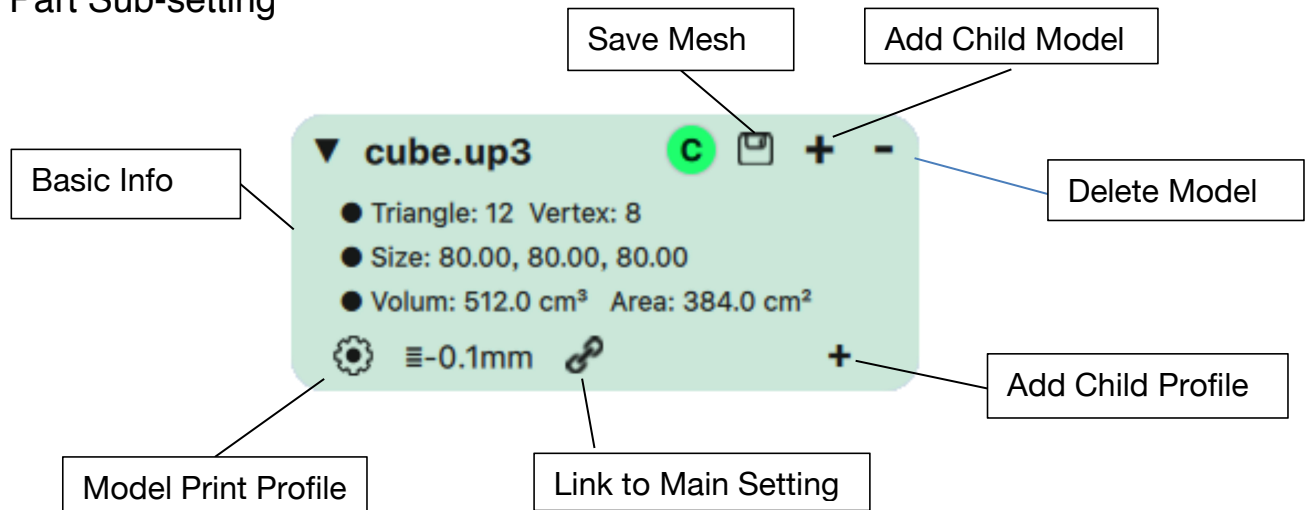 Part Sub-setting
Save Mesh
Add Child Model
▼ cube.up3 C + -
Basic Info
Delete Model
● Triangle: 12 Vertex: 8
● Size: 80.00, 80.00, 80.00
● Volum: 512.0 cm³ Area: 384.0 cm²
≣-0.1mm +
Add Child Profile
Model Print Profile
Link to Main Setting